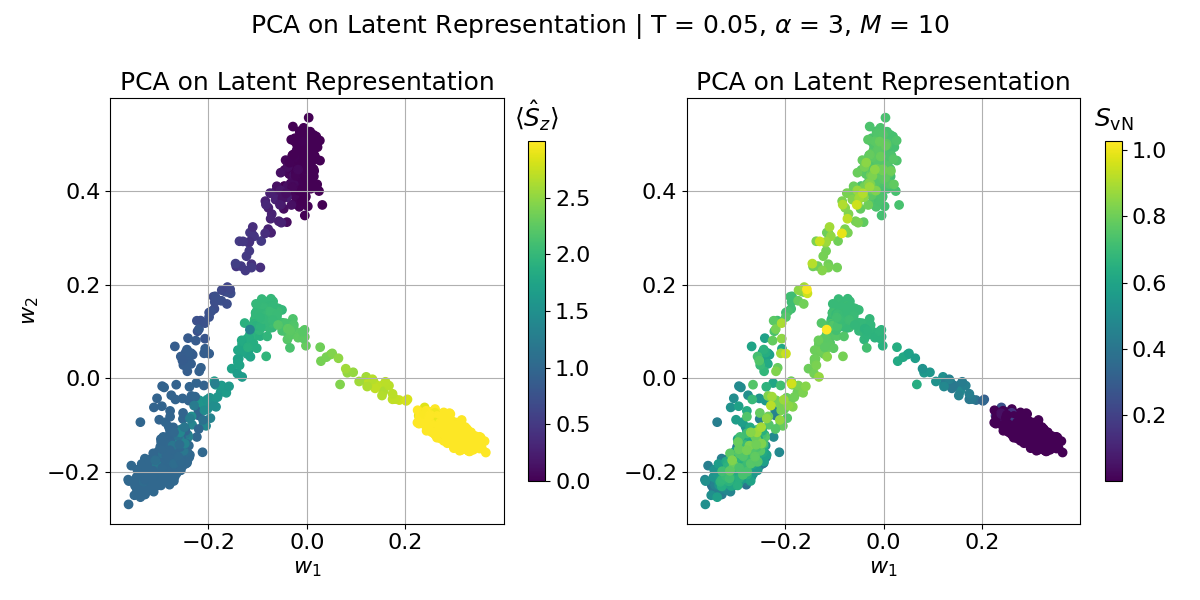 PCA on Latent Representation | T = 0.05, α = 3, M = 10
PCA on Latent Representation
⟨Ŝz⟩
w2
0.4
0.2
0.0
−0.2
−0.2 0.0 0.2
w1
2.5
2.0
1.5
1.0
0.5
0.0
PCA on Latent Representation
SvN
0.4
0.2
0.0
−0.2
−0.2 0.0 0.2
w1
1.0
0.8
0.6
0.4
0.2